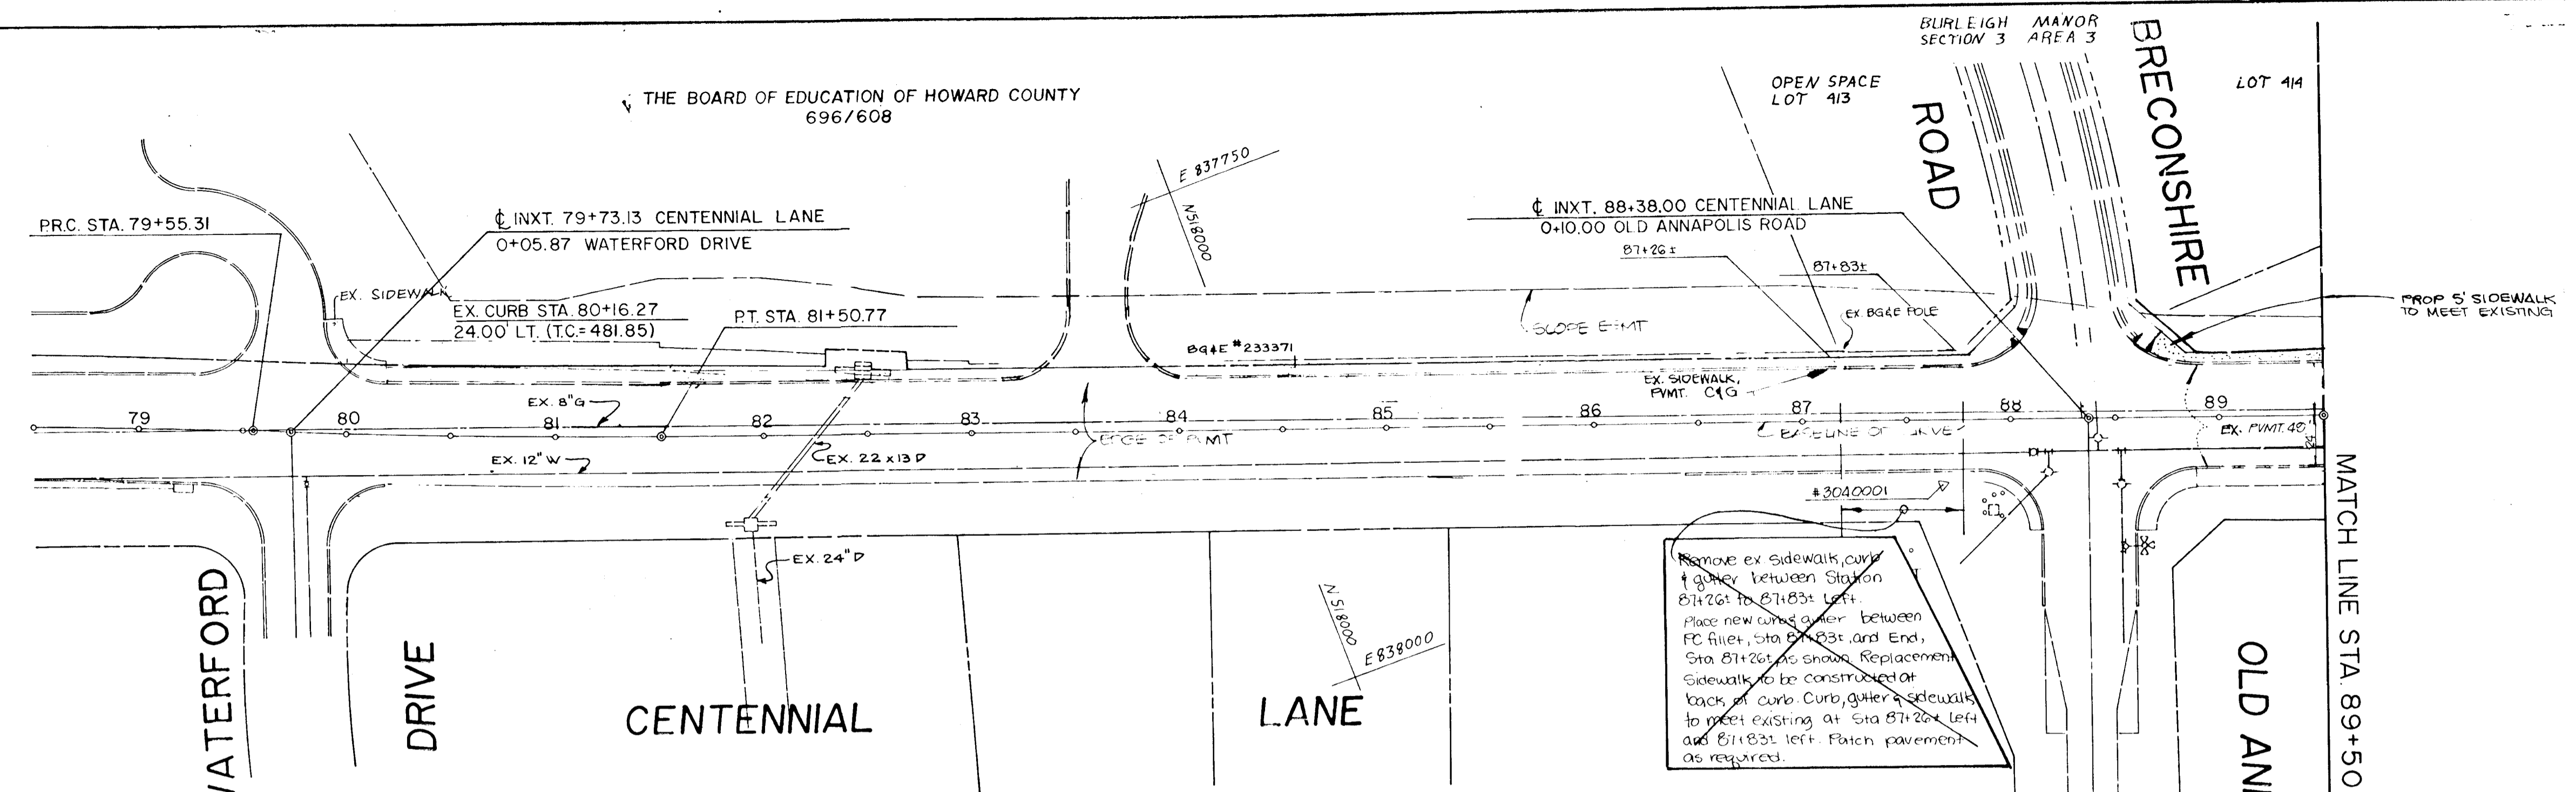 BURLEIGH MANOR
SECTION 3 AREA 3
BRECONSHIRE
ROAD
OPEN SPACE
LOT 413
LOT 414
THE BOARD OF EDUCATION OF HOWARD COUNTY
696/608
E 837750
N518000
P.R.C. STA. 79+55.31
℄ INXT. 79+73.13 CENTENNIAL LANE
0+05.87 WATERFORD DRIVE
℄ INXT. 88+38.00 CENTENNIAL LANE
0+10.00 OLD ANNAPOLIS ROAD
87+26±
87+83±
EX. SIDEWALK
EX. CURB STA. 80+16.27
24.00' LT. (T.C.= 481.85)
P.T. STA. 81+50.77
SLOPE ESMT
EX. BG&E POLE
PROP 5' SIDEWALK
TO MEET EXISTING
BG&E #233371
EX. SIDEWALK,
PVMT. C&G
EX. 8"G
79 80 81 82 83 84 85 86 87 88 89
EDGE OF PVMT
BASELINE OF
EX. PVMT. 40'
EX. 12" W
EX. 22 x 13 D
#3040001
EX. 24" D
MATCH LINE STA. 89+50
Remove ex sidewalk, curb
& gutter between Station
87+26± to 87+83± Left.
Place new curb & gutter between
PC fillet, Sta 87+83±, and End,
Sta 87+26± as shown. Replacement
Sidewalk to be constructed at
back of curb. Curb, gutter & sidewalk
to meet existing at Sta 87+26± Left
and 87+83± left. Patch pavement
as required.
N 518000
E 838000
WATERFORD
DRIVE
CENTENNIAL LANE
OLD ANN